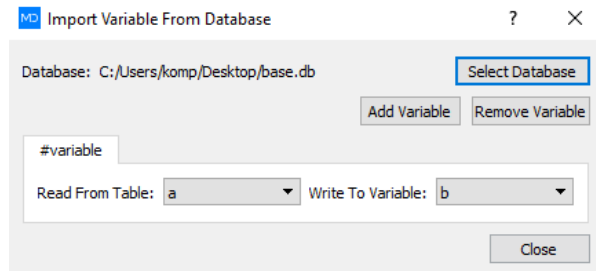 MD Import Variable From Database ? X
Database: C:/Users/komp/Desktop/base.db Select Database
Add Variable Remove Variable
#variable
Read From Table: a Write To Variable: b
Close